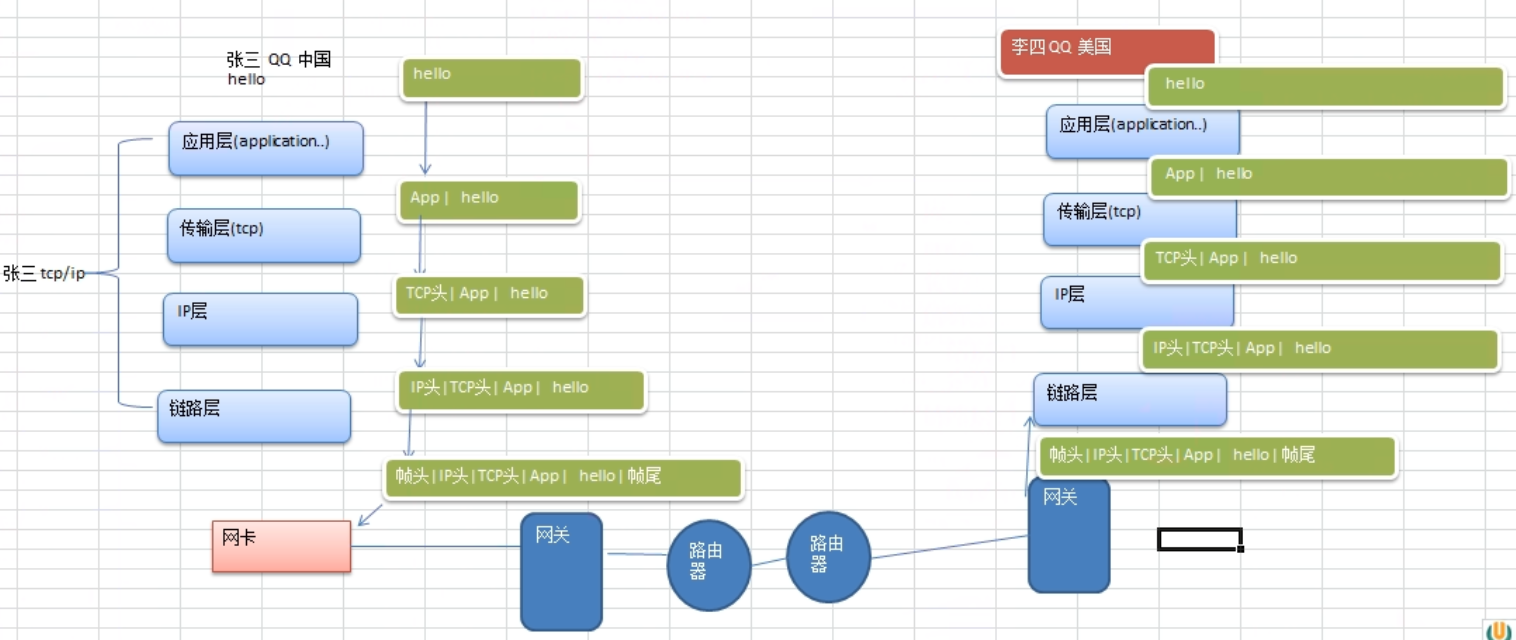 张三 QQ 中国
hello
hello
应用层(application..)
App | hello
传输层(tcp)
张三 tcp/ip
TCP头 | App | hello
IP层
IP头 |TCP头 | App | hello
链路层
帧头 | IP头 |TCP头 | App | hello | 帧尾
网卡
网关
路由
器
路由
器
李四 QQ 美国
hello
应用层(application..)
App | hello
传输层(tcp)
TCP头 | App | hello
IP层
IP头 |TCP头 | App | hello
链路层
帧头 | IP头 |TCP头 | App | hello | 帧尾
网关